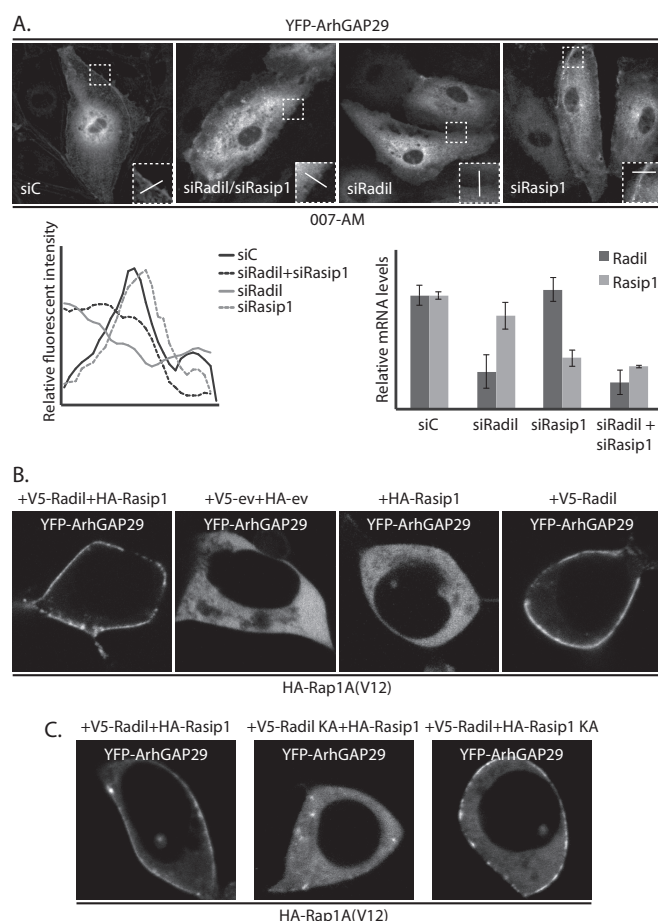 A.
YFP-ArhGAP29
siC
siRadil/siRasip1
siRadil
siRasip1
007-AM
Relative fluorescent intensity
siC
siRadil+siRasip1
siRadil
siRasip1
Relative mRNA levels
Radil
Rasip1
siC
siRadil
siRasip1
siRadil +
siRasip1
B.
+V5-Radil+HA-Rasip1
+V5-ev+HA-ev
+HA-Rasip1
+V5-Radil
YFP-ArhGAP29
YFP-ArhGAP29
YFP-ArhGAP29
YFP-ArhGAP29
HA-Rap1A(V12)
C.
+V5-Radil+HA-Rasip1
+V5-Radil KA+HA-Rasip1
+V5-Radil+HA-Rasip1 KA
YFP-ArhGAP29
YFP-ArhGAP29
YFP-ArhGAP29
HA-Rap1A(V12)